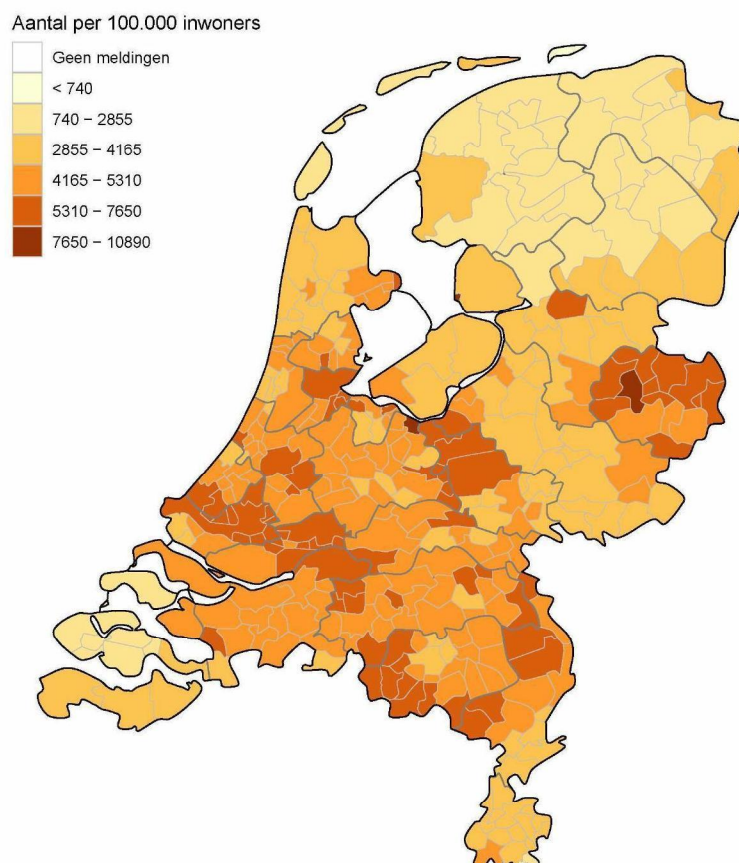 Aantal per 100.000 inwoners
Geen meldingen
< 740
740 – 2855
2855 – 4165
4165 – 5310
5310 – 7650
7650 – 10890